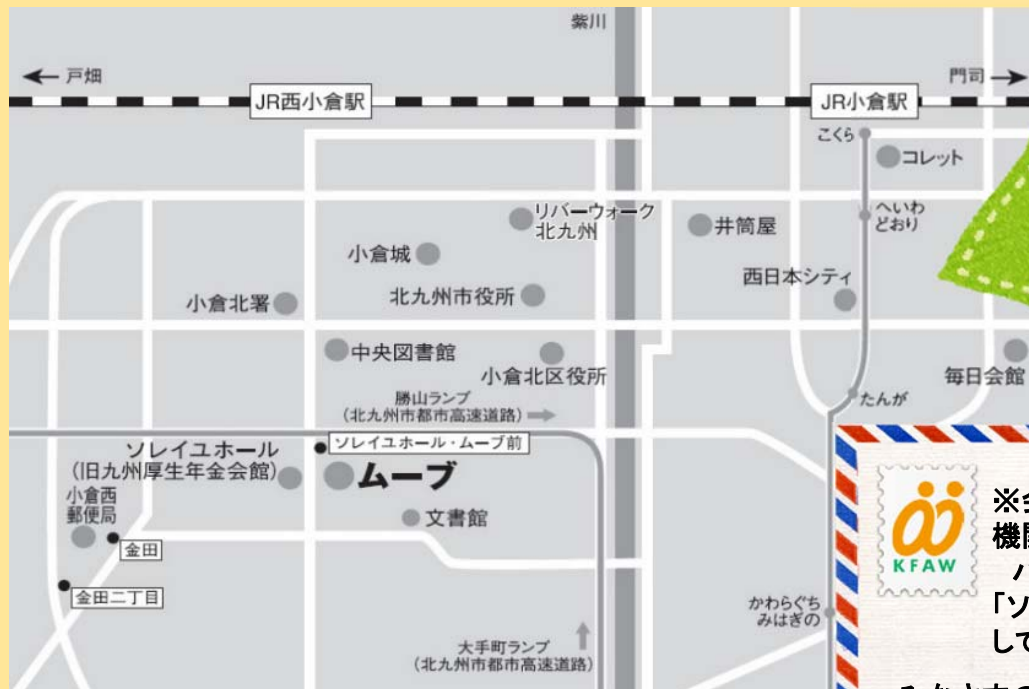 紫川
← 戸畑
門司 →
JR西小倉駅
JR小倉駅
こくら
コレット
リバーウォーク
北九州
へいわ
どおり
井筒屋
小倉城
西日本シティ
小倉北署
北九州市役所
中央図書館
小倉北区役所
毎日会館
勝山ランプ
(北九州市都市高速道路) →
たんが
ソレイユホール・ムーブ前
ソレイユホール
(旧九州厚生年金会館)
ムーブ
小倉西
郵便局
文書館
金田
金田二丁目
大手町ランプ
(北九州市都市高速道路)
かわらぐち
みはぎの
KFAW
※
機関
「ソ
して